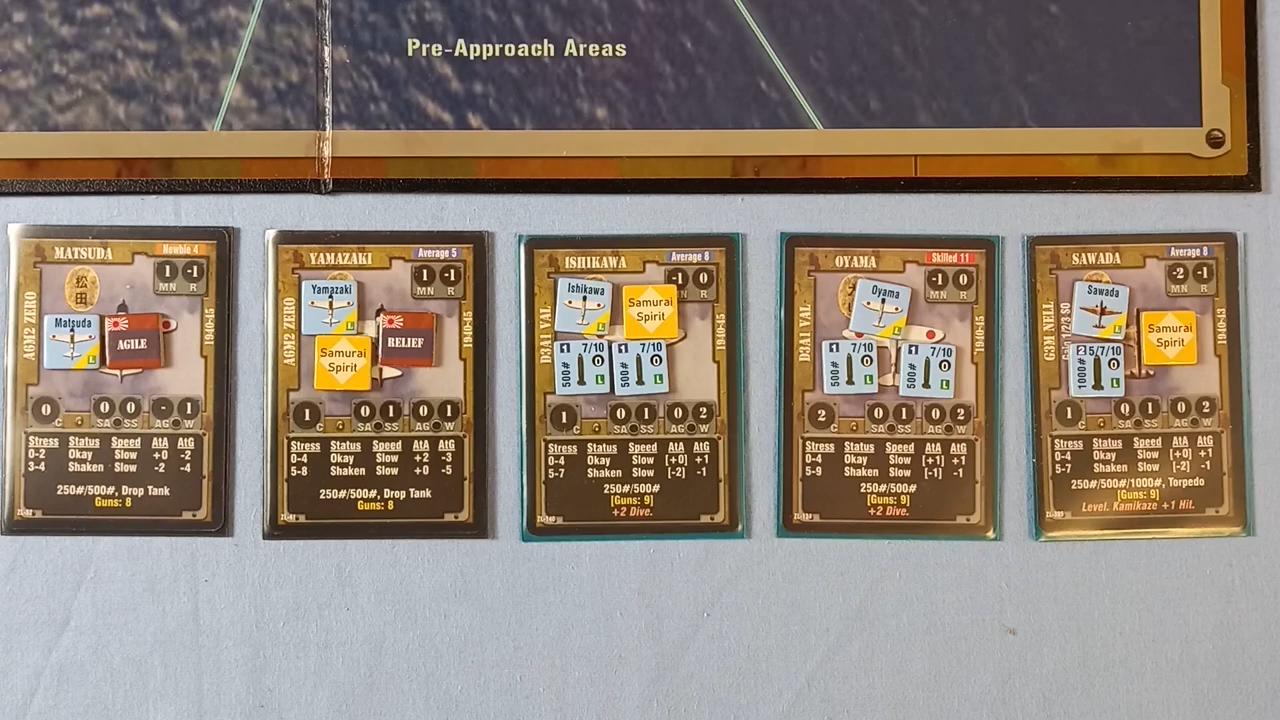 Pre-Approach Areas
MATSUDA
Newbie 4
1 -1
MN R
松田
A6M2 ZERO
1940-45
Matsuda
L
AGILE
0 0 0 - 1
C SA SS AG W
Stress Status Speed AtA AtG
0-2 Okay Slow +0 -2
3-4 Shaken Slow -2 -4
250#/500#, Drop Tank
Guns: 8
YAMAZAKI
Average 5
1 -1
MN R
A6M2 ZERO
1940-45
Yamazaki
L
RELIEF
Samurai
Spirit
1 0 1 0 1
C SA SS AG W
Stress Status Speed AtA AtG
0-4 Okay Slow +2 -3
5-8 Shaken Slow +0 -5
250#/500#, Drop Tank
Guns: 8
ISHIKAWA
Average 8
-1 0
MN R
D3A1 VAL
1940-45
Ishikawa
L
Samurai
Spirit
1 7/10
500# 0
L
1 7/10
500# 0
L
1 0 1 0 2
C SA SS AG W
Stress Status Speed AtA AtG
0-4 Okay Slow [+0] +1
5-7 Shaken Slow [-2] -1
250#/500#
[Guns: 9]
+2 Dive.
ZL-140
OYAMA
Skilled 11
-1 0
MN R
D3A1 VAL
1940-45
Oyama
L
1 7/10
500# 0
L
1 7/10
500# 0
L
2 0 1 0 2
C SA SS AG W
Stress Status Speed AtA AtG
0-4 Okay Slow [+1] +1
5-9 Shaken Slow [-1] -1
250#/500#
[Guns: 9]
+2 Dive.
SAWADA
Average 8
-2 -1
MN R
G3M NELL
1940-43
Sawada
L
Samurai
Spirit
2 5/7/10
1000# 0
L
1 0 1 0 2
C SA SS AG W
Stress Status Speed AtA AtG
0-4 Okay Slow [+0] +1
5-7 Shaken Slow [-2] -1
250#/500#/1000#, Torpedo
[Guns: 9]
Level. Kamikaze +1 Hit.